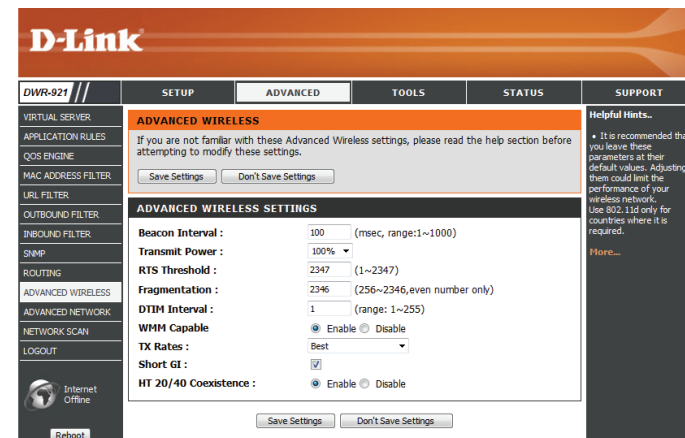 D-Link
DWR-921
SETUP
ADVANCED
TOOLS
STATUS
SUPPORT
VIRTUAL SERVER
APPLICATION RULES
QOS ENGINE
MAC ADDRESS FILTER
URL FILTER
OUTBOUND FILTER
INBOUND FILTER
SNMP
ROUTING
ADVANCED WIRELESS
ADVANCED NETWORK
NETWORK SCAN
LOGOUT
Internet
Offline
Reboot
ADVANCED WIRELESS
If you are not familar with these Advanced Wireless settings, please read the help section before
attempting to modify these settings.
Save Settings Don't Save Settings
ADVANCED WIRELESS SETTINGS
Beacon Interval : 100 (msec, range:1~1000)
Transmit Power : 100%
RTS Threshold : 2347 (1~2347)
Fragmentation : 2346 (256~2346,even number only)
DTIM Interval : 1 (range: 1~255)
WMM Capable Enable Disable
TX Rates : Best
Short GI :
HT 20/40 Coexistence : Enable Disable
Save Settings Don't Save Settings
Helpful Hints..
• It is recommended tha
you leave these
parameters at their
default values. Adjusting
them could limit the
performance of your
wireless network.
Use 802.11d only for
countries where it is
required.
More...